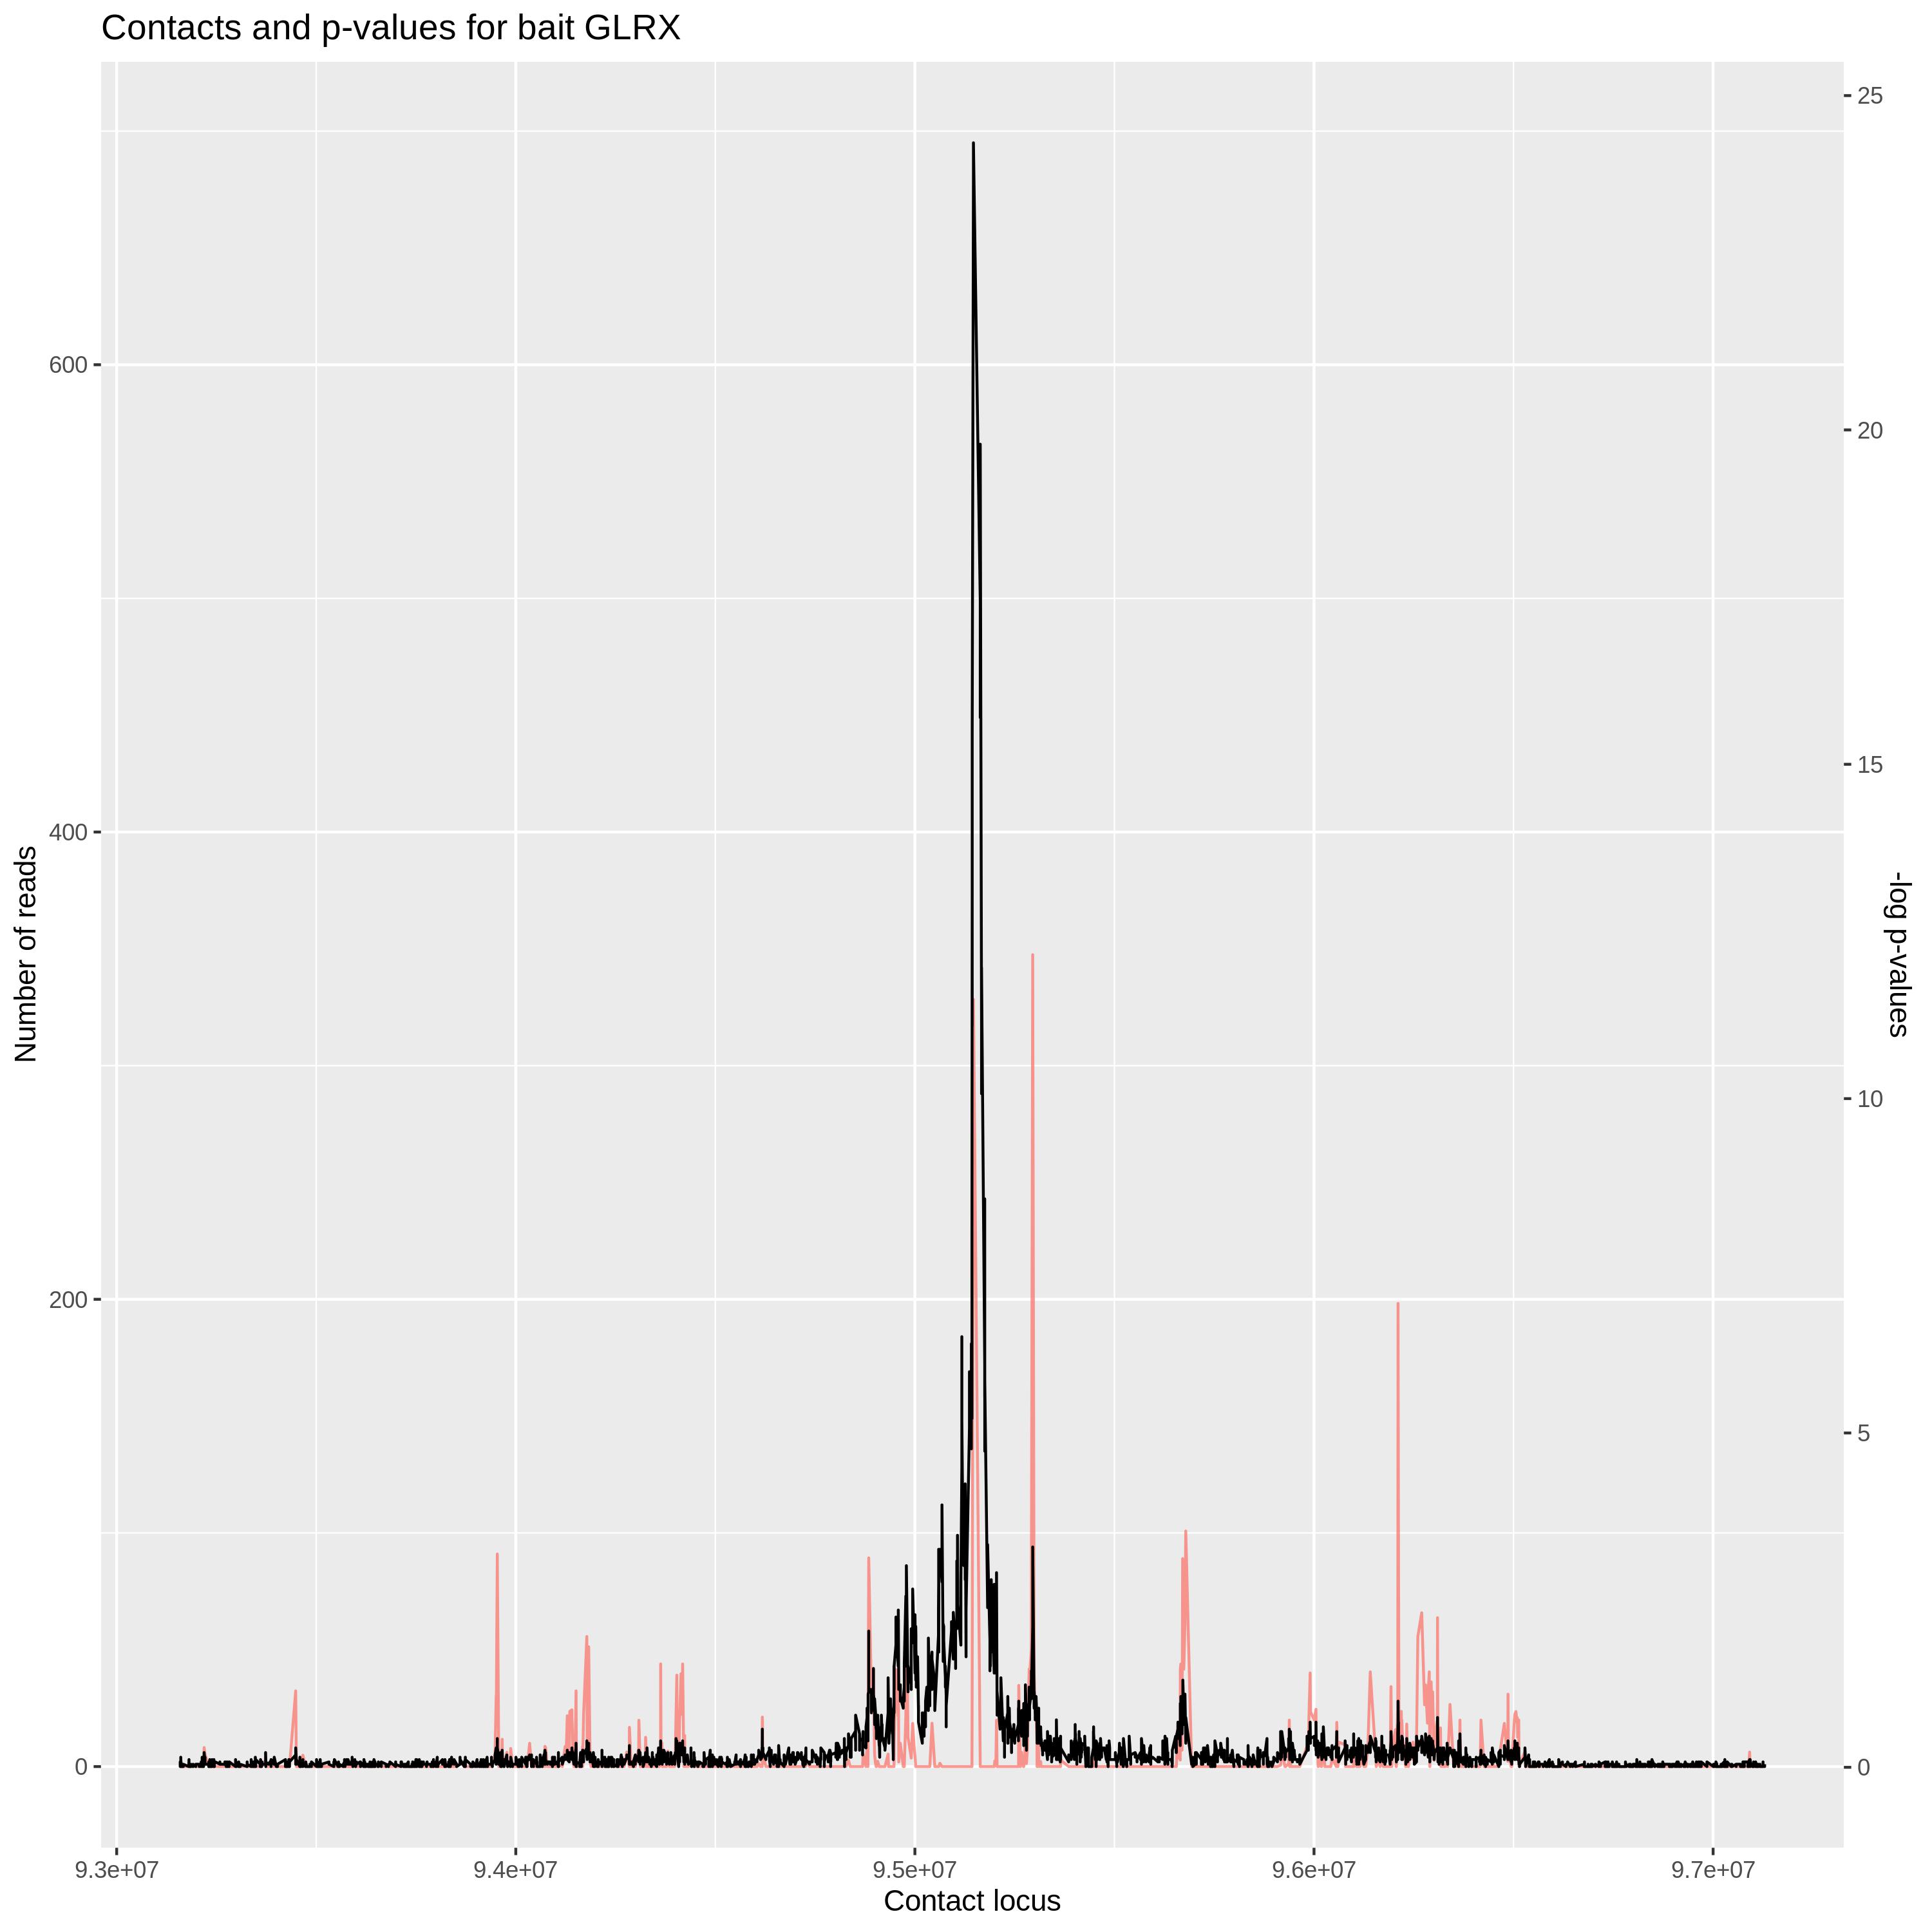 Contacts and p-values for bait GLRX
25
600
20
15
400
Number of reads
-log p-values
10
200
5
0
0
9.3e+07
9.4e+07
9.5e+07
9.6e+07
9.7e+07
Contact locus